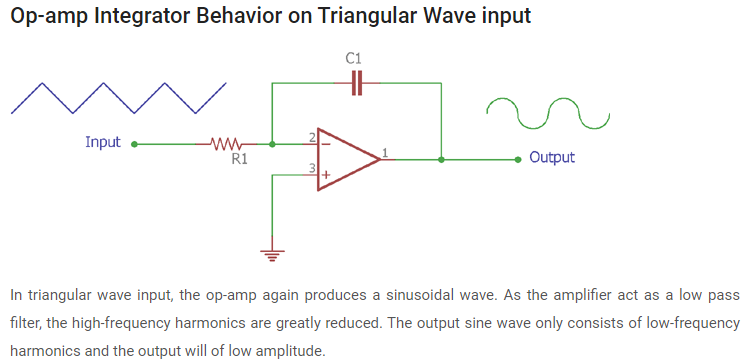 Op-amp Integrator Behavior on Triangular Wave input
C1
Input
R1
2
3
1
Output
In triangular wave input, the op-amp again produces a sinusoidal wave. As the amplifier act as a low pass
filter, the high-frequency harmonics are greatly reduced. The output sine wave only consists of low-frequency
harmonics and the output will of low amplitude.